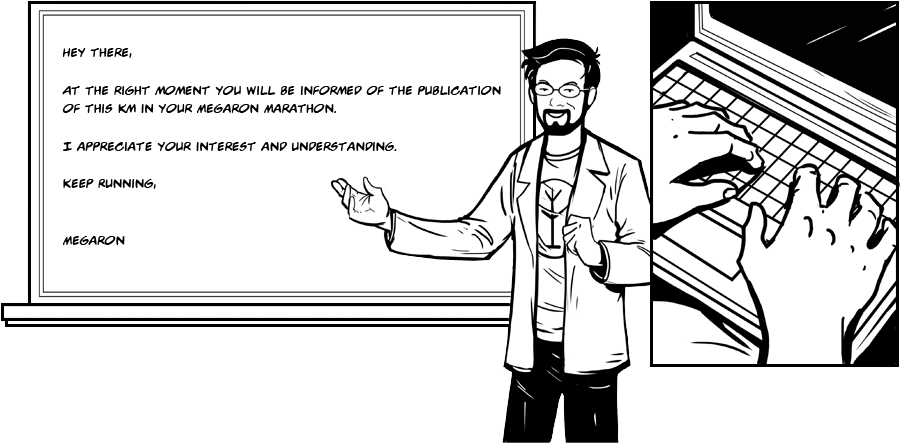 HEY THERE,
AT THE RIGHT MOMENT YOU WILL BE INFORMED OF THE PUBLICATION
OF THIS KM IN YOUR MEGARON MARATHON.
I APPRECIATE YOUR INTEREST AND UNDERSTANDING.
KEEP RUNNING,
MEGARON